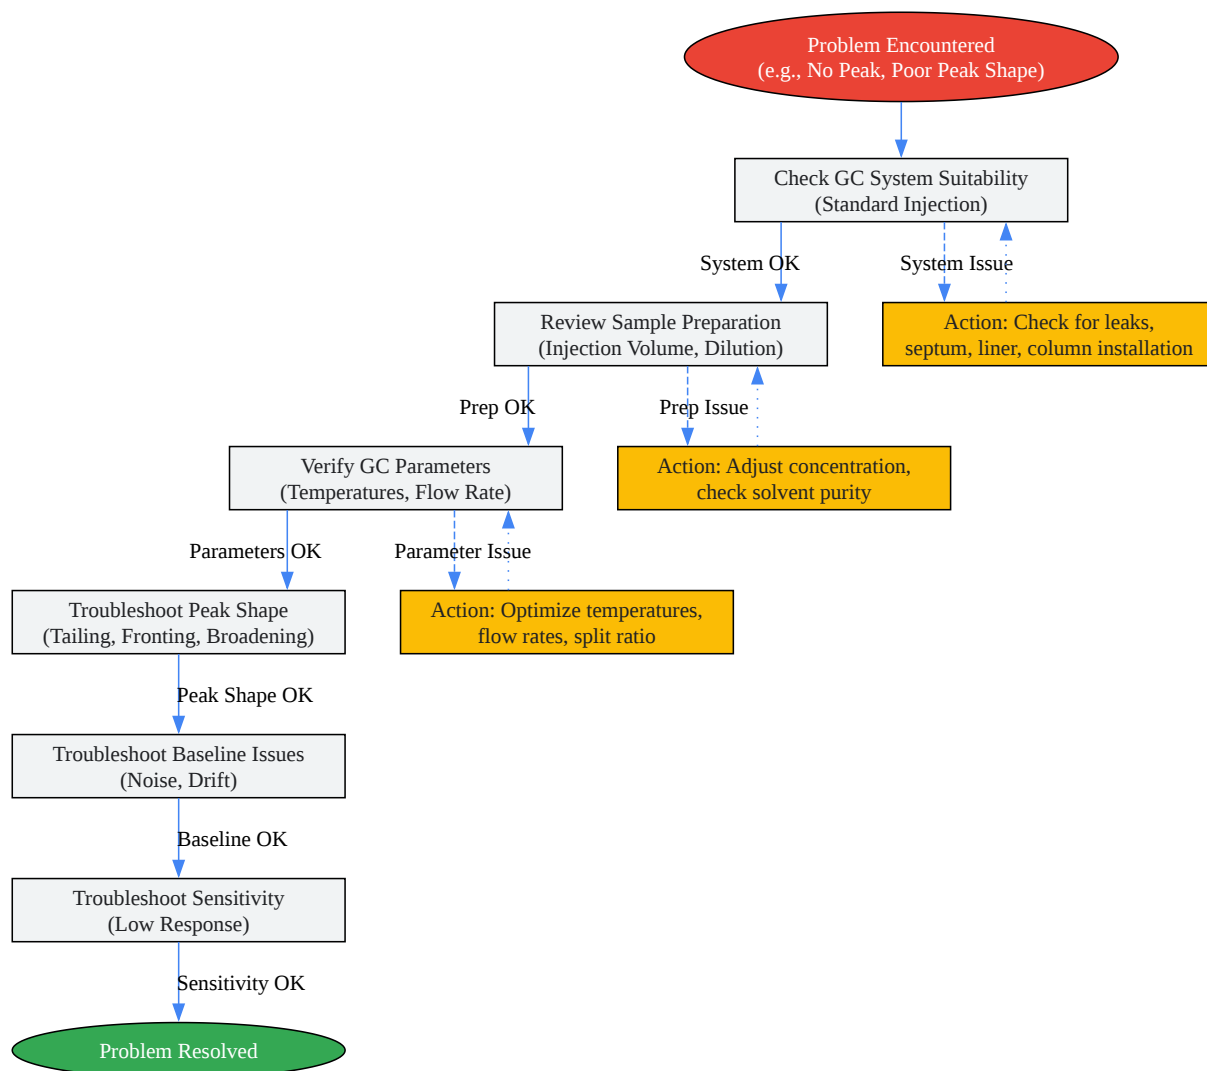 Problem Encountered
(e.g., No Peak, Poor Peak Shape)
Check GC System Suitability
(Standard Injection)
System OK
System Issue
Review Sample Preparation
(Injection Volume, Dilution)
Action: Check for leaks,
septum, liner, column installation
Prep OK
Prep Issue
Verify GC Parameters
(Temperatures, Flow Rate)
Action: Adjust concentration,
check solvent purity
Parameters OK
Parameter Issue
Troubleshoot Peak Shape
(Tailing, Fronting, Broadening)
Action: Optimize temperatures,
flow rates, split ratio
Peak Shape OK
Troubleshoot Baseline Issues
(Noise, Drift)
Baseline OK
Troubleshoot Sensitivity
(Low Response)
Sensitivity OK
Problem Resolved